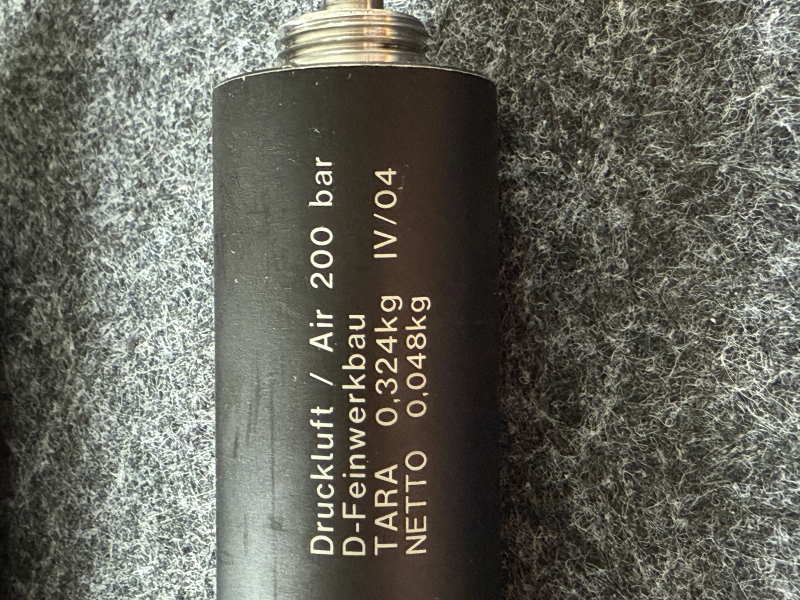 Druckluft / Air 200 bar
D-Feinwerkbau
TARA 0,324kg IV/04
NETTO 0,048kg